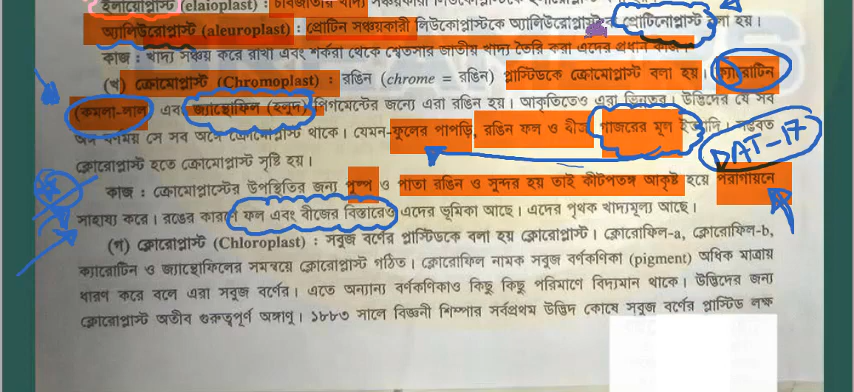 ইলায়োপ্লাস্ট (elaioplast) : চর্বিজাতীয় খাদ্য সঞ্চয়কারী
অ্যালিউরোপ্লাস্ট (aleuroplast) : প্রোটিন সঞ্চয়কারী লিউকোপ্লাস্টকে অ্যালিউরোপ্লাস্ট প্রোটিনোপ্লাস্ট বলা হয়।
কাজ : খাদ্য সঞ্চয় করে রাখা এবং শর্করা থেকে শ্বেতসার জাতীয় খাদ্য তৈরি করা এদের প্রধান কাজ।
(খ) ক্রোমোপ্লাস্ট (Chromoplast) : রঙিন (chrome = রঙিন) প্লাস্টিডকে ক্রোমোপ্লাস্ট বলা হয়। ক্যারোটিন
(কমলা-লাল) এবং জ্যান্থোফিল (হলুদ) পিগমেন্টের জন্যে এরা রঙিন হয়। আকৃতিতেও এরা ভিন্নতর। উদ্ভিদের যে সব
অঙ্গ বর্ণময় সে সব অঙ্গে ক্রোমোপ্লাস্ট থাকে। যেমন-ফুলের পাপড়ি, রঙিন ফল ও বীজ গাজরের মূল ইত্যাদি। সম্ভবত
DAT-17
ক্লোরোপ্লাস্ট হতে ক্রোমোপ্লাস্ট সৃষ্টি হয়।
কাজ : ক্রোমোপ্লাস্টের উপস্থিতির জন্য পুষ্প ও পাতা রঙিন ও সুন্দর হয় তাই কীটপতঙ্গ আকৃষ্ট হয়ে পরাগায়নে
সাহায্য করে। রঙের কারণে ফল এবং বীজের বিস্তারেও এদের ভূমিকা আছে। এদের পৃথক খাদ্যমূল্য আছে।
(গ) ক্লোরোপ্লাস্ট (Chloroplast) : সবুজ বর্ণের প্লাস্টিডকে বলা হয় ক্লোরোপ্লাস্ট। ক্লোরোফিল-a, ক্লোরোফিল-b,
ক্যারোটিন ও জ্যান্থোফিলের সমন্বয়ে ক্লোরোপ্লাস্ট গঠিত। ক্লোরোফিল নামক সবুজ বর্ণকণিকা (pigment) অধিক মাত্রায়
ধারণ করে বলে এরা সবুজ বর্ণের। এতে অন্যান্য বর্ণকণিকাও কিছু কিছু পরিমাণে বিদ্যমান থাকে। উদ্ভিদের জন্য
ক্লোরোপ্লাস্ট অতীব গুরুত্বপূর্ণ অঙ্গাণু। ১৮৮৩ সালে বিজ্ঞানী শিম্পার সর্বপ্রথম উদ্ভিদ কোষে সবুজ বর্ণের প্লাস্টিড লক্ষ